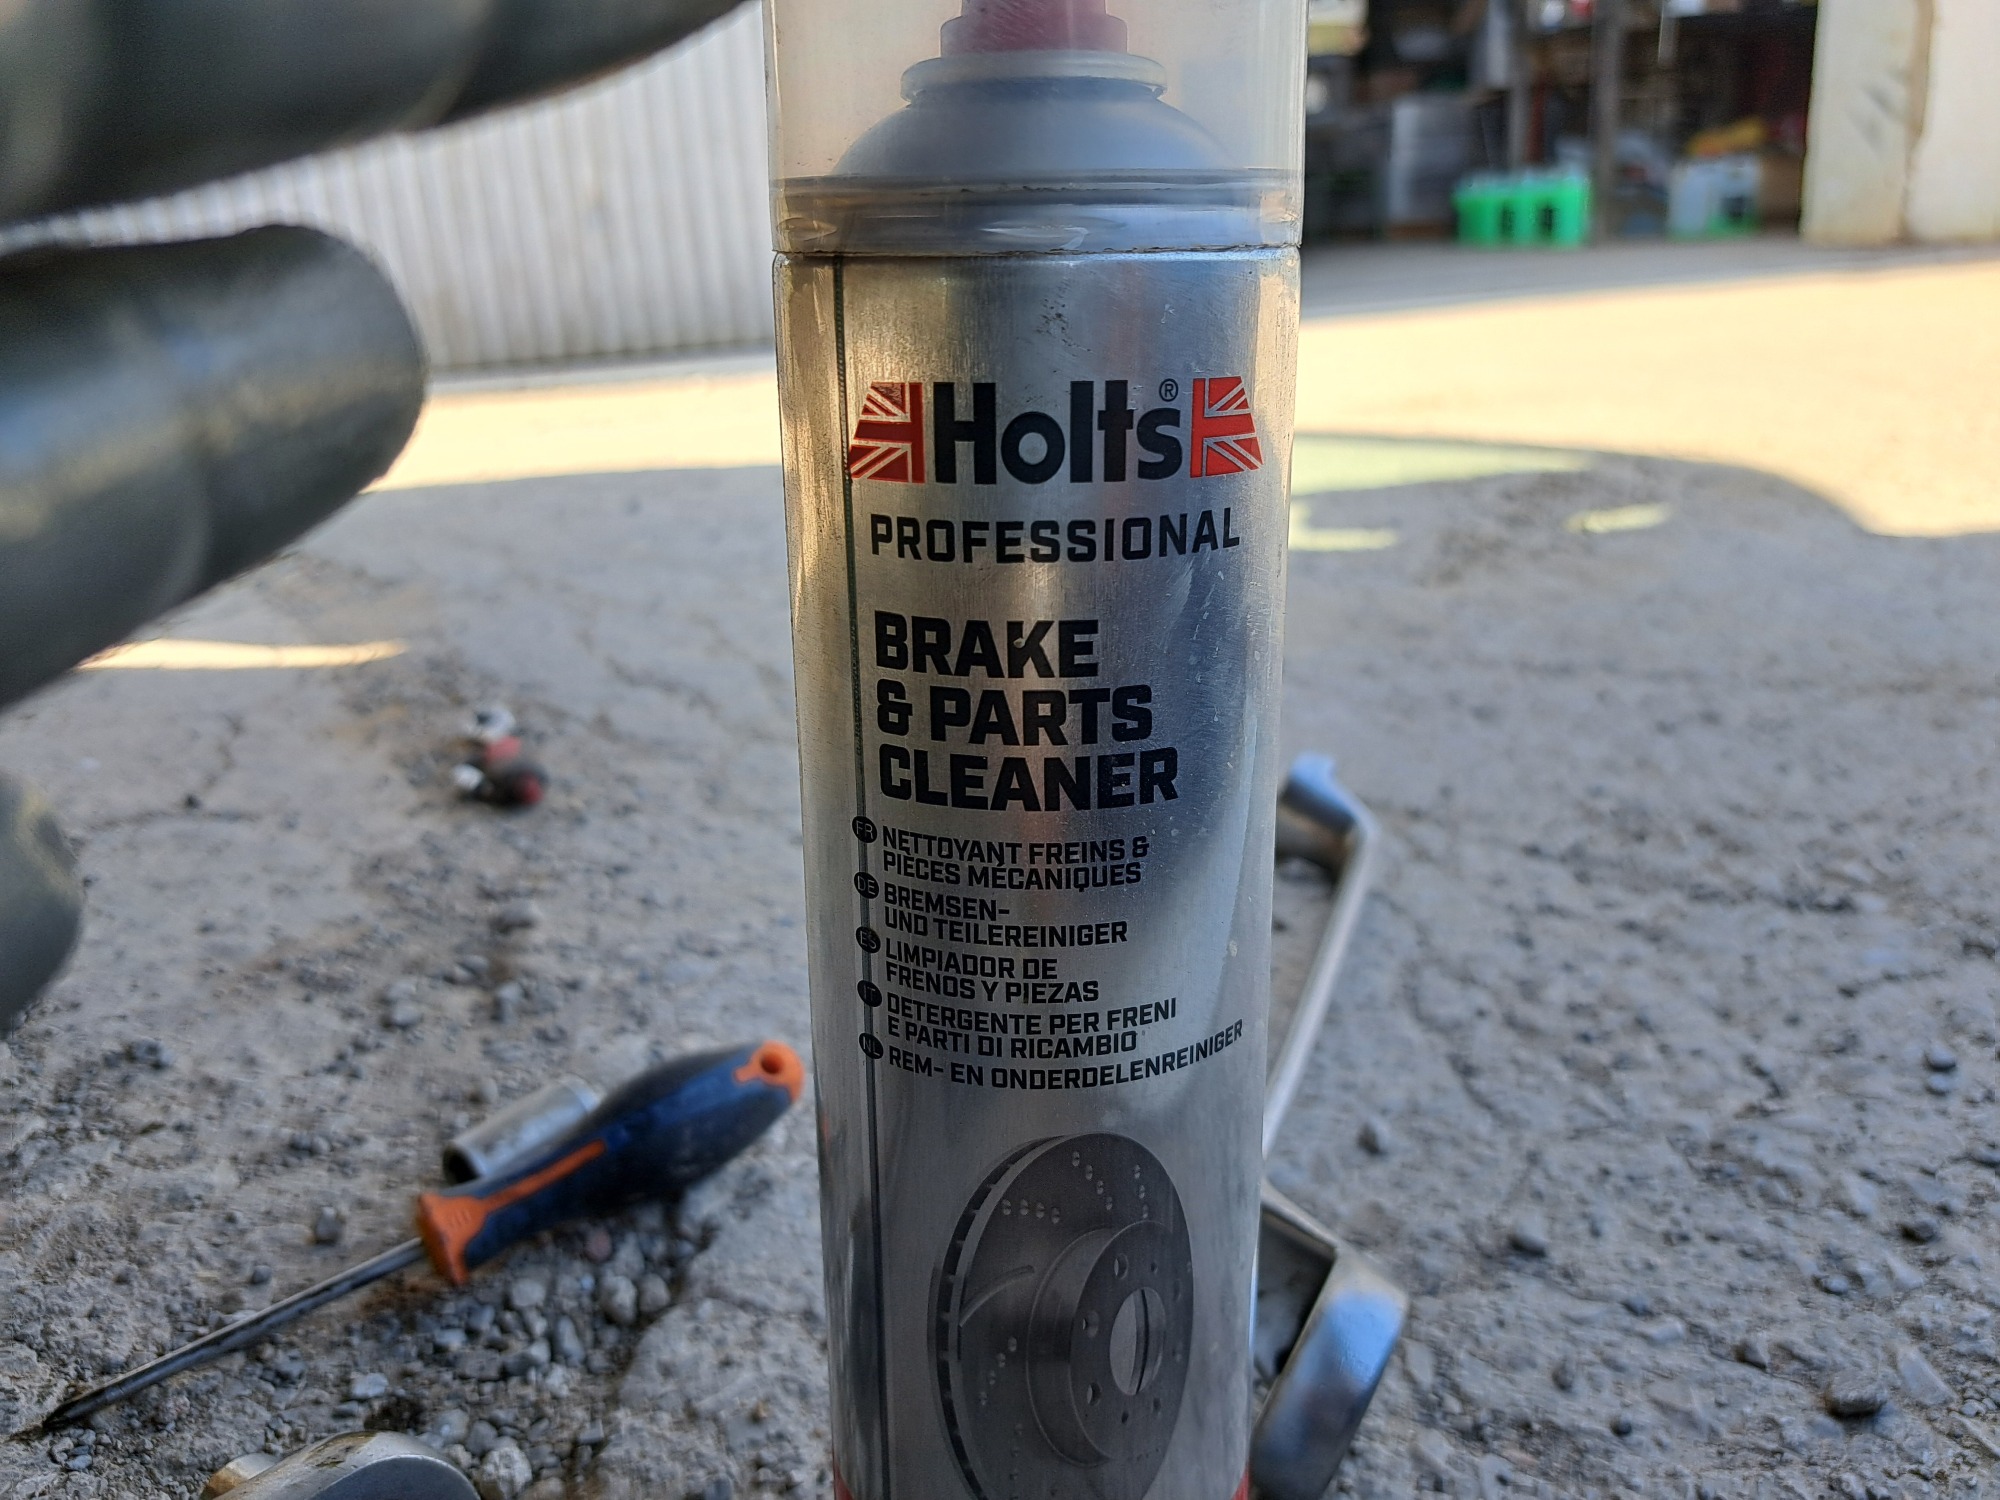 Holts®
PROFESSIONAL
BRAKE
& PARTS
CLEANER
FR NETTOYANT FREINS &
PIÈCES MÉCANIQUES
DE BREMSEN-
UND TEILEREINIGER
ES LIMPIADOR DE
FRENOS Y PIEZAS
IT DETERGENTE PER FRENI
E PARTI DI RICAMBIO
NL REM- EN ONDERDELENREINIGER